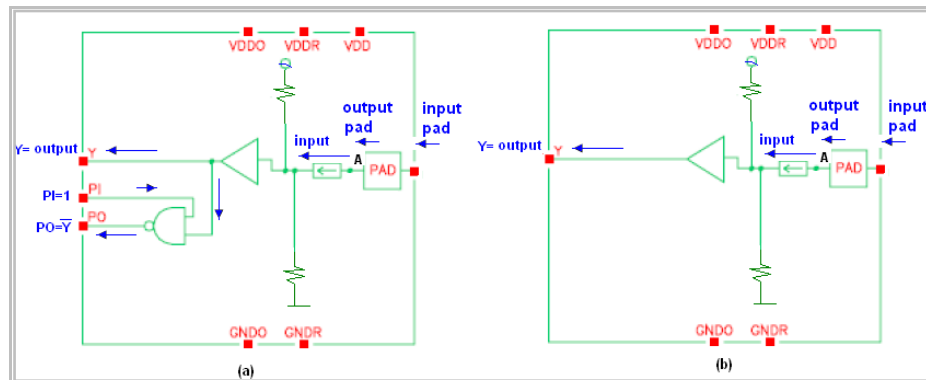 VDDO VDDR VDD
output pad
input pad
input
A
PAD
Y= output
Y
PI=1
PI
PO=Y̅
PO
GNDO GNDR
(a)
VDDO VDDR VDD
output pad
input pad
input
A
PAD
Y= output
Y
GNDO GNDR
(b)